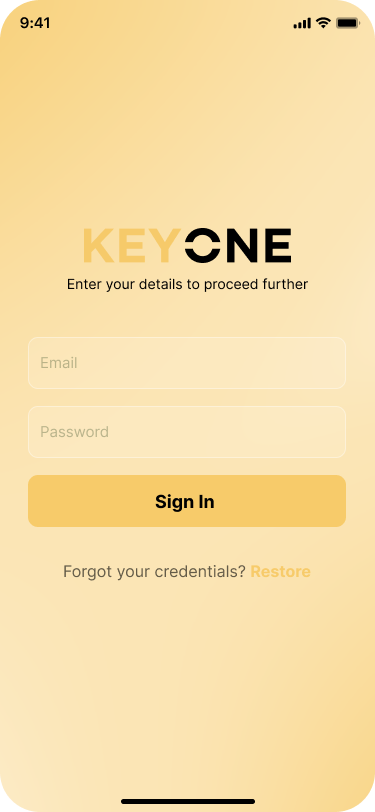 9:41
KEYONE
Enter your details to proceed further
Email
Password
Sign In
Forgot your credentials? Restore